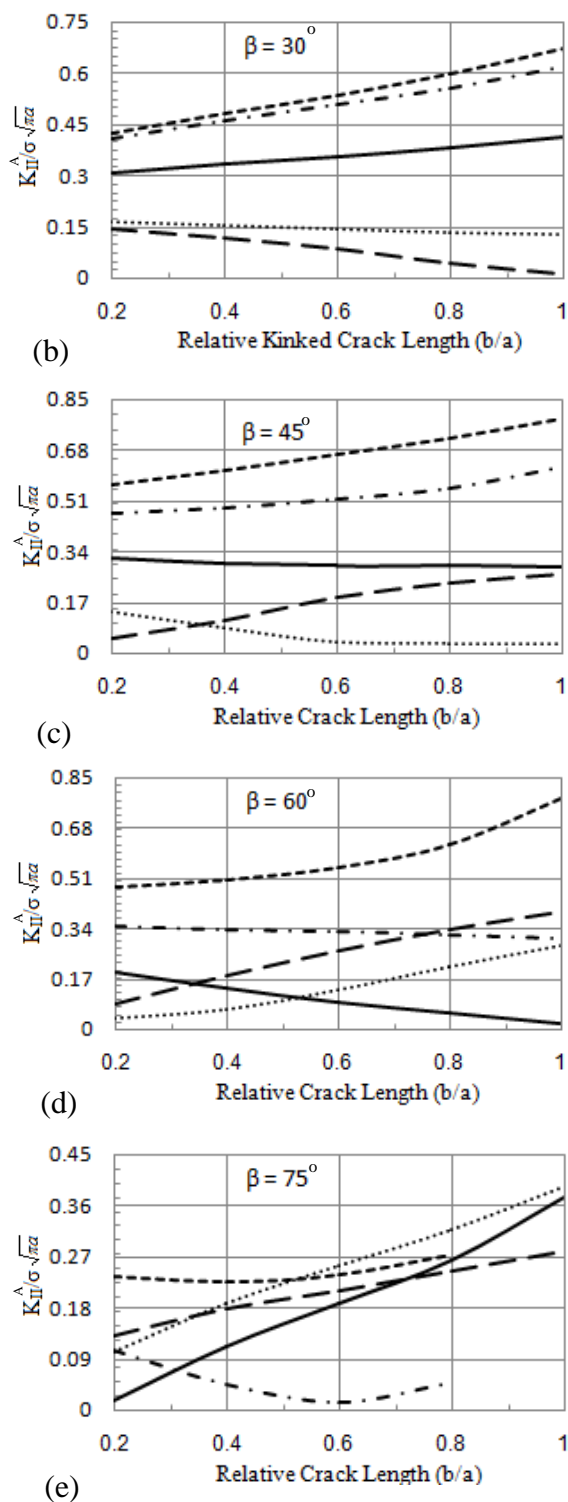 β = 30°
K_II^A/σ√πa
0.75
0.6
0.45
0.3
0.15
0
0.2 0.4 0.6 0.8 1
Relative Kinked Crack Length (b/a)
(b)
β = 45°
K_II^A/σ√πa
0.85
0.68
0.51
0.34
0.17
0
0.2 0.4 0.6 0.8 1
Relative Crack Length (b/a)
(c)
β = 60°
K_II^A/σ√πa
0.85
0.68
0.51
0.34
0.17
0
0.2 0.4 0.6 0.8 1
Relative Crack Length (b/a)
(d)
β = 75°
K_II^A/σ√πa
0.45
0.36
0.27
0.18
0.09
0
0.2 0.4 0.6 0.8 1
Relative Crack Length (b/a)
(e)